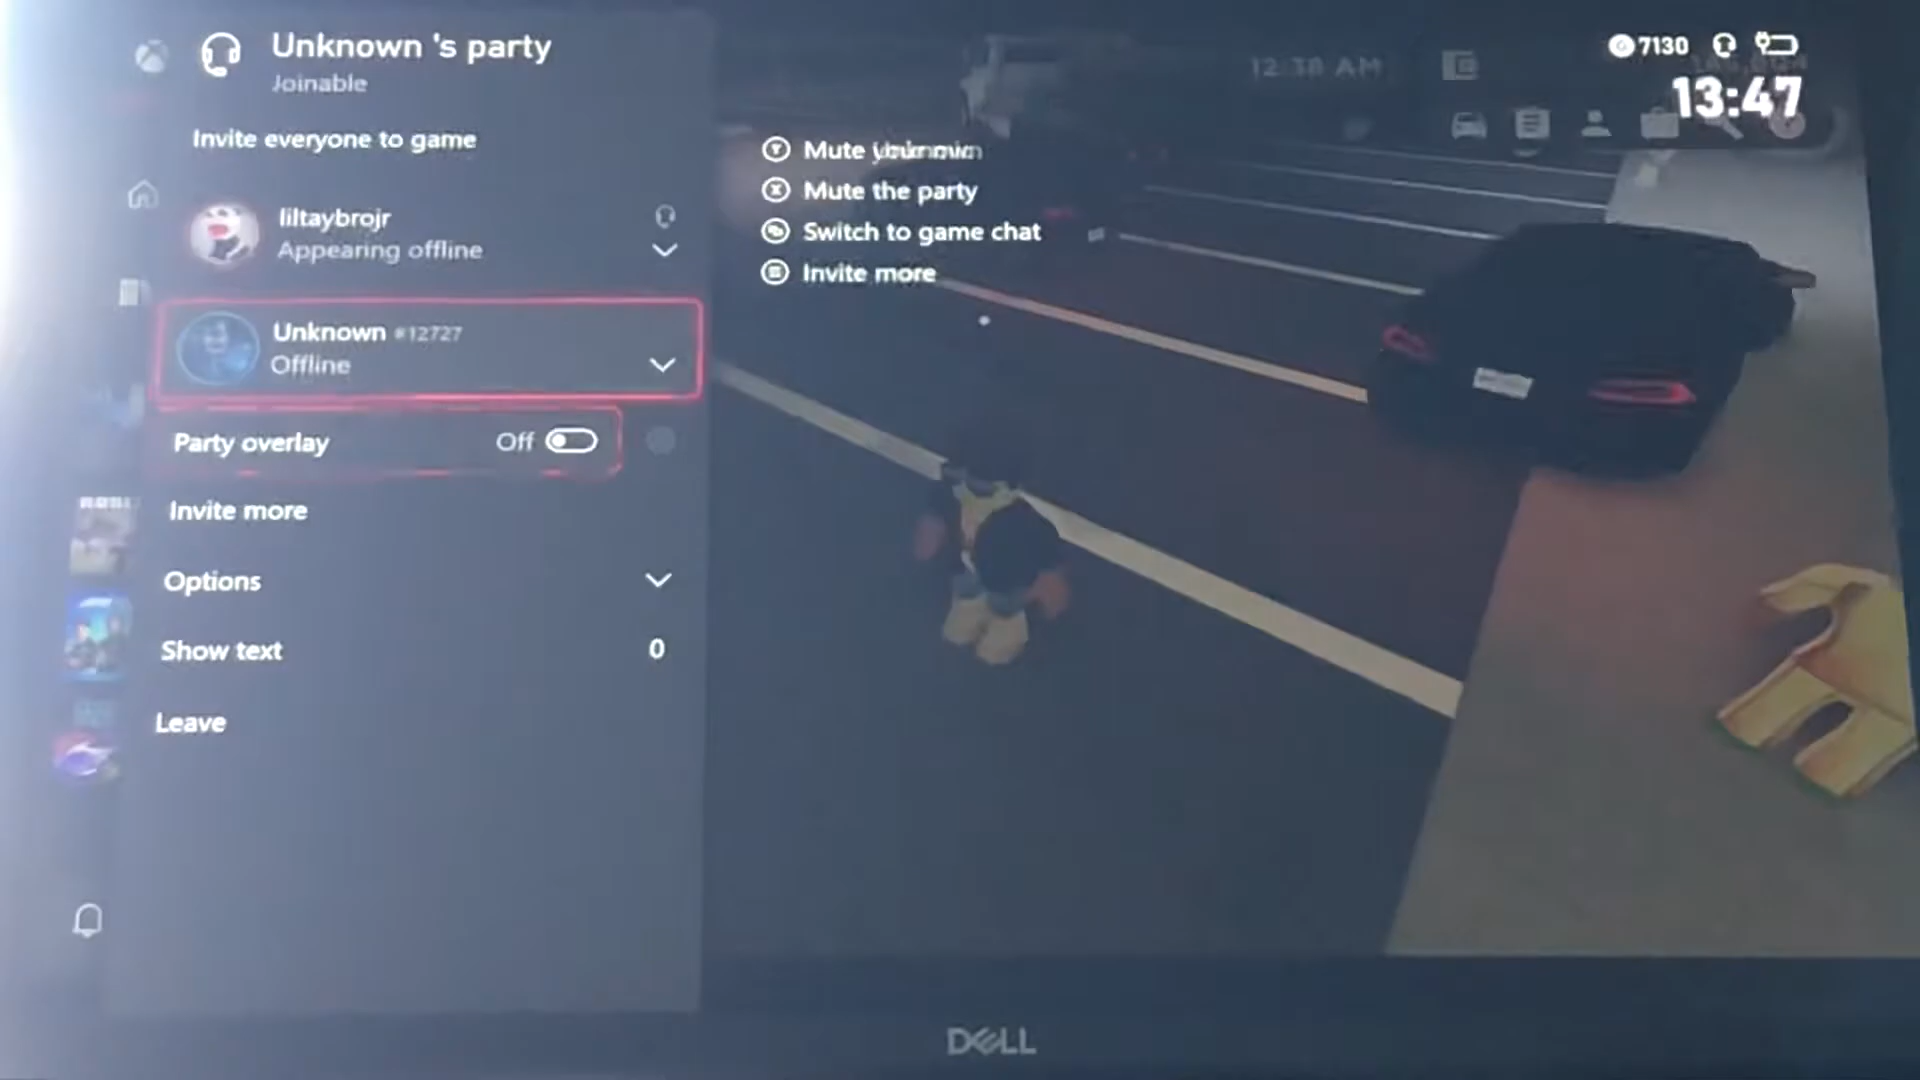 Unknown 's party
Joinable
Invite everyone to game
liltaybrojr
Appearing offline
Unknown #12727
Offline
Party overlay Off
Invite more
Options
Show text 0
Leave
Mute
Mute the party
Switch to game chat
Invite more
12:38 AM
7130
13:47
DELL